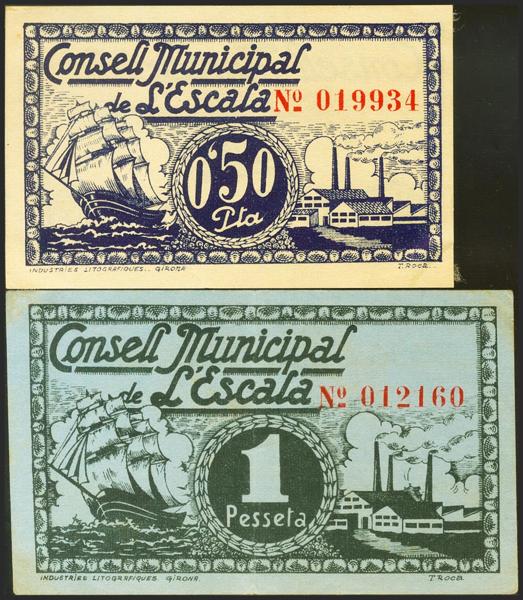 Consell Municipal
de L'Escala Nº 019934
0'50
Pta
INDUSTRIES LITOGRAFIQUES.. GIRONA T. ROCA..
Consell Municipal
de L'Escala Nº 012160
1
Pesseta
INDUSTRIES LITOGRAFIQUES GIRONA. T. ROCA.